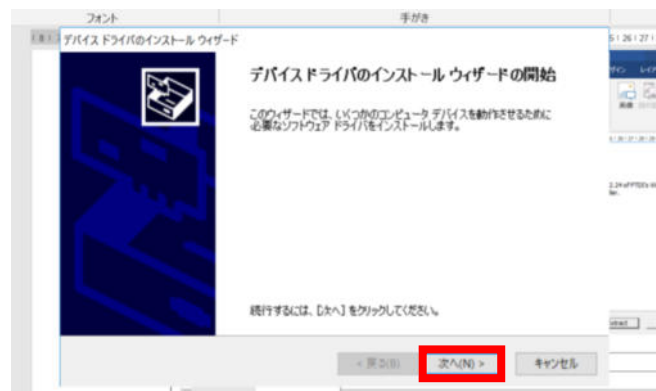 フォント
手がき
デバイス ドライバのインストール ウィザード
デバイス ドライバのインストール ウィザードの開始
このウィザードでは、いくつかのコンピュータ デバイスを動作させるために
必要なソフトウェア ドライバをインストールします。
続行するには、[次へ] をクリックしてください。
< 戻る(B)
次へ(N) >
キャンセル